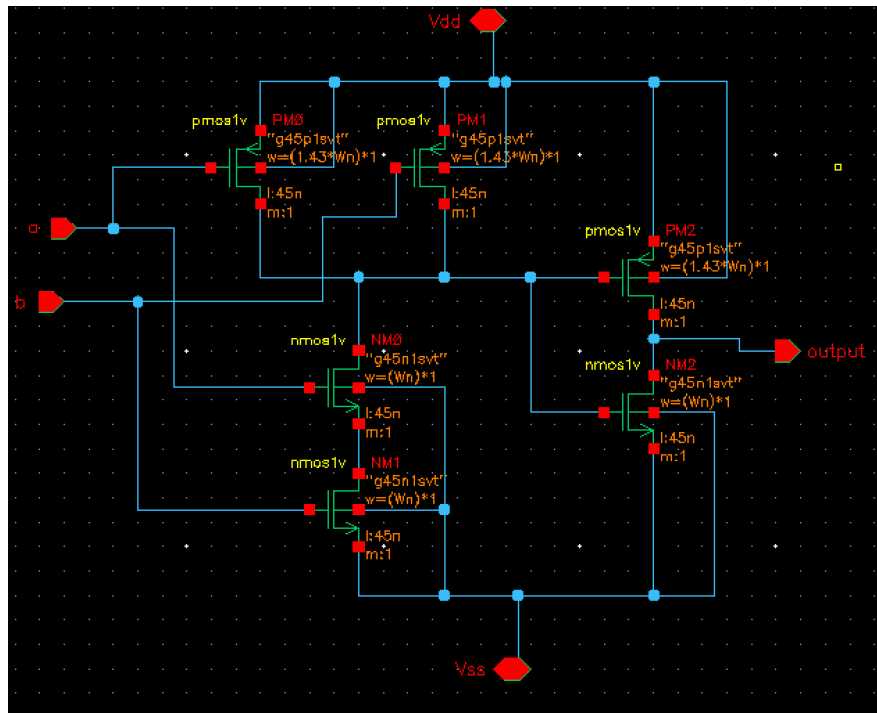 Vdd
pmos1v PM0
"g45p1svt"
w=(1.43*Wn)*1
l:45n
m:1
pmos1v PM1
"g45p1svt"
w=(1.43*Wn)*1
l:45n
m:1
a
pmos1v PM2
"g45p1svt"
w=(1.43*Wn)*1
l:45n
m:1
b
nmos1v NM0
"g45n1svt"
w=(Wn)*1
l:45n
m:1
output
nmos1v NM2
"g45n1svt"
w=(Wn)*1
l:45n
m:1
nmos1v NM1
"g45n1svt"
w=(Wn)*1
l:45n
m:1
Vss